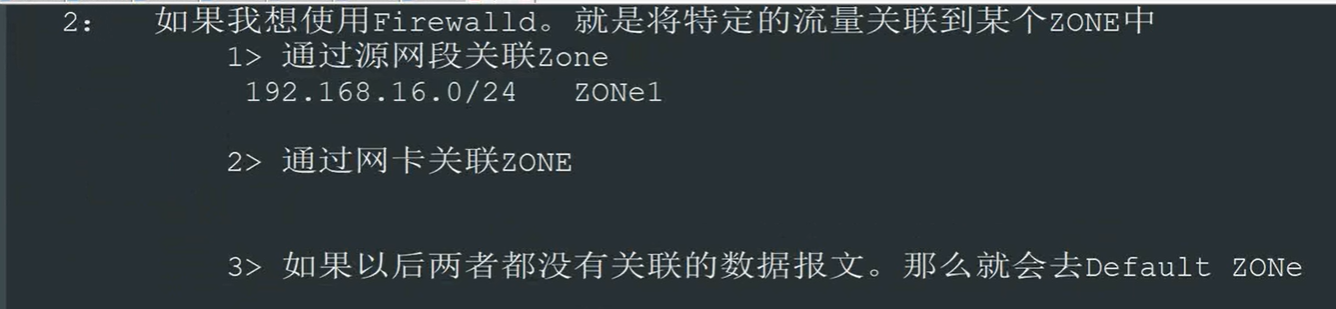 2： 如果我想使用Firewalld。就是将特定的流量关联到某个ZONE中
1> 通过源网段关联Zone
192.168.16.0/24 ZONe1
2> 通过网卡关联ZONE
3> 如果以后两者都没有关联的数据报文。那么就会去Default ZONe